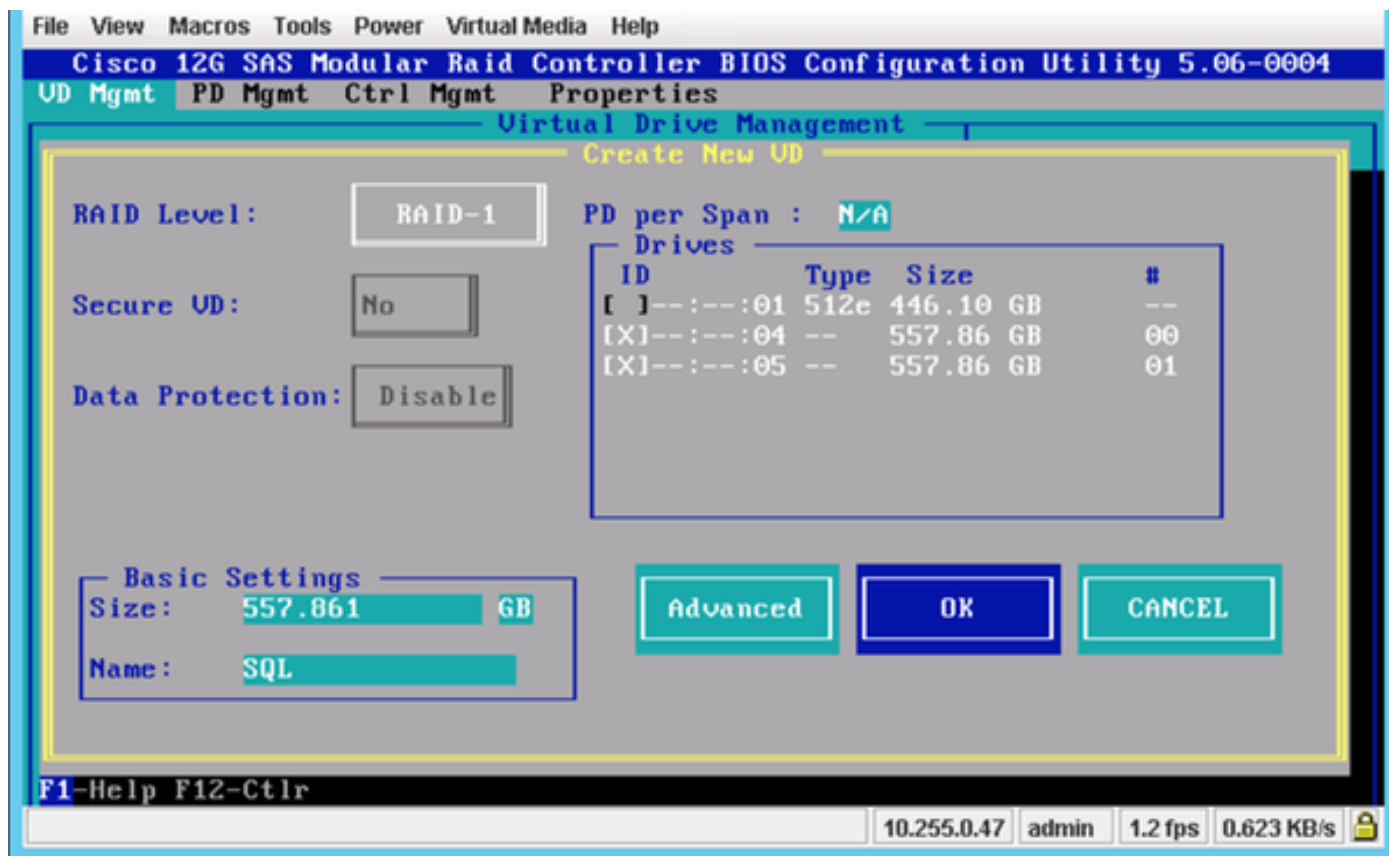 File View Macros Tools Power Virtual Media Help
Cisco 12G SAS Modular Raid Controller BIOS Configuration Utility 5.06-0004
VD Mgmt PD Mgmt Ctrl Mgmt Properties
Virtual Drive Management
Create New VD
RAID Level: RAID-1 PD per Span : N/A
Drives
ID Type Size #
Secure VD: No
[ ]--:--:01 512e 446.10 GB --
[X]--:--:04 -- 557.86 GB 00
[X]--:--:05 -- 557.86 GB 01
Data Protection: Disable
Basic Settings
Size: 557.861 GB
Name: SQL
Advanced OK CANCEL
F1-Help F12-Ctlr
10.255.0.47 admin 1.2 fps 0.623 KB/s